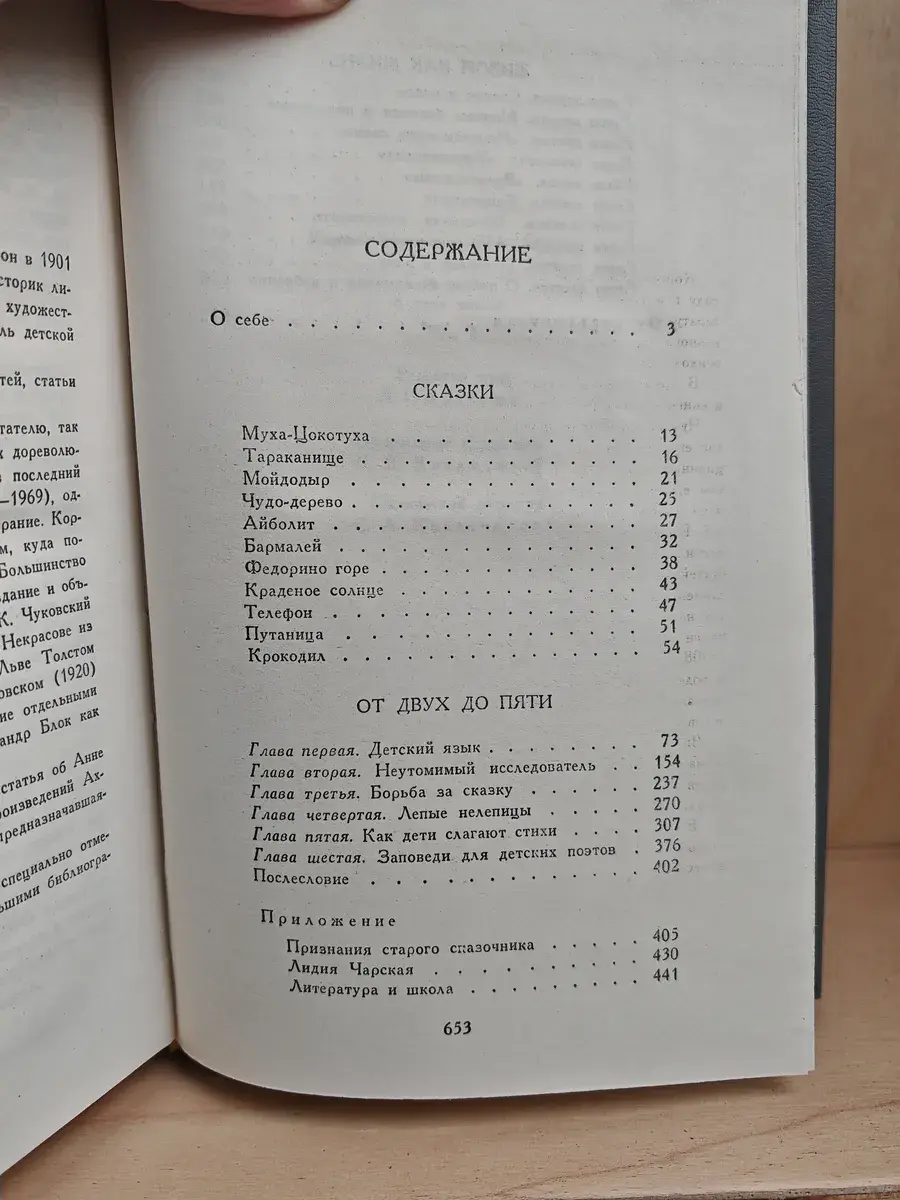 он в 1901
сторик ли-
художест-
ль детской
тей, статьи
тателю, так
к дореволю-
в последний
—1969), од-
рание. Кор-
м, куда по-
Большинство
дание и объ-
К. Чуковский
Некрасове из
Льве Толстом
овском (1920)
ие отдельными
андр Блок как
статья об Анне
роизведений Ах-
предназначавшая-
специально отме-
ьшими библиогра-
СОДЕРЖАНИЕ
О себе . . . . . . . . . . . . . . . . 3
СКАЗКИ
Муха-Цокотуха . . . . . . . . . . . 13
Тараканище . . . . . . . . . . . . 16
Мойдодыр . . . . . . . . . . . . . 21
Чудо-дерево . . . . . . . . . . . . 25
Айболит . . . . . . . . . . . . . 27
Бармалей . . . . . . . . . . . . . 32
Федорино горе . . . . . . . . . . . 38
Краденое солнце . . . . . . . . . . 43
Телефон . . . . . . . . . . . . . 47
Путаница . . . . . . . . . . . . . 51
Крокодил . . . . . . . . . . . . . 54
ОТ ДВУХ ДО ПЯТИ
Глава первая. Детский язык . . . . . . . 73
Глава вторая. Неутомимый исследователь . . 154
Глава третья. Борьба за сказку . . . . . . 237
Глава четвертая. Лепые нелепицы . . . . . 270
Глава пятая. Как дети слагают стихи . . . . 307
Глава шестая. Заповеди для детских поэтов . 376
Послесловие . . . . . . . . . . . . 402
Приложение
Признания старого сказочника . . . . . 405
Лидия Чарская . . . . . . . . . . 430
Литература и школа . . . . . . . . . 441
653